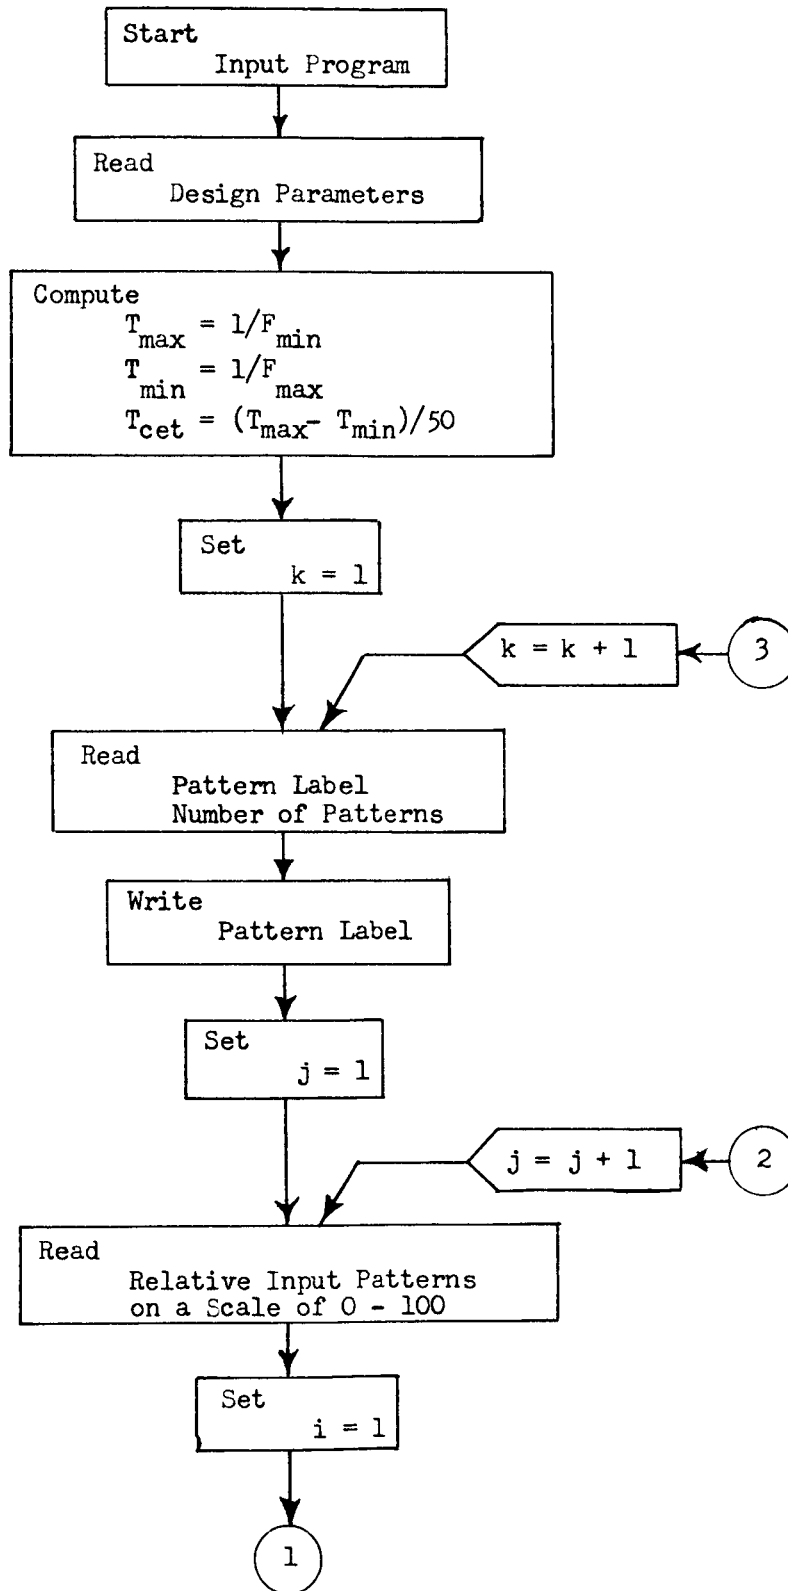 Start
Input Program
Read
Design Parameters
Compute
T_max = 1/F_min
T_min = 1/F_max
T_cet = (T_max - T_min)/50
Set
k = 1
k = k + 1
3
Read
Pattern Label
Number of Patterns
Write
Pattern Label
Set
j = 1
j = j + 1
2
Read
Relative Input Patterns
on a Scale of 0 - 100
Set
i = 1
1